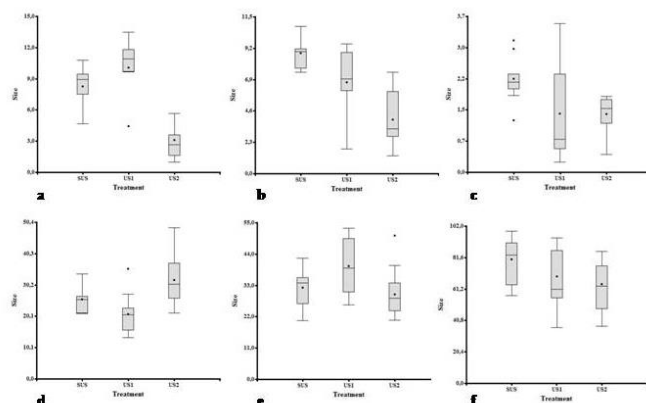 15,0
12,0
9,0
6,0
3,0
0,0
Size
SUS US1 US2
Treatment
a
11,5
9,2
6,9
4,6
2,3
0,0
Size
SUS US1 US2
Treatment
b
3,7
3,0
2,2
1,5
0,7
0,0
Size
SUS US1 US2
Treatment
c
50,4
40,3
30,2
20,2
10,1
0,0
Size
SUS US1 US2
Treatment
d
55,0
44,0
33,0
22,0
11,0
0,0
Size
SUS US1 US2
Treatment
e
102,0
81,6
61,2
40,8
20,4
0,0
Size
SUS US1 US2
Treatment
f